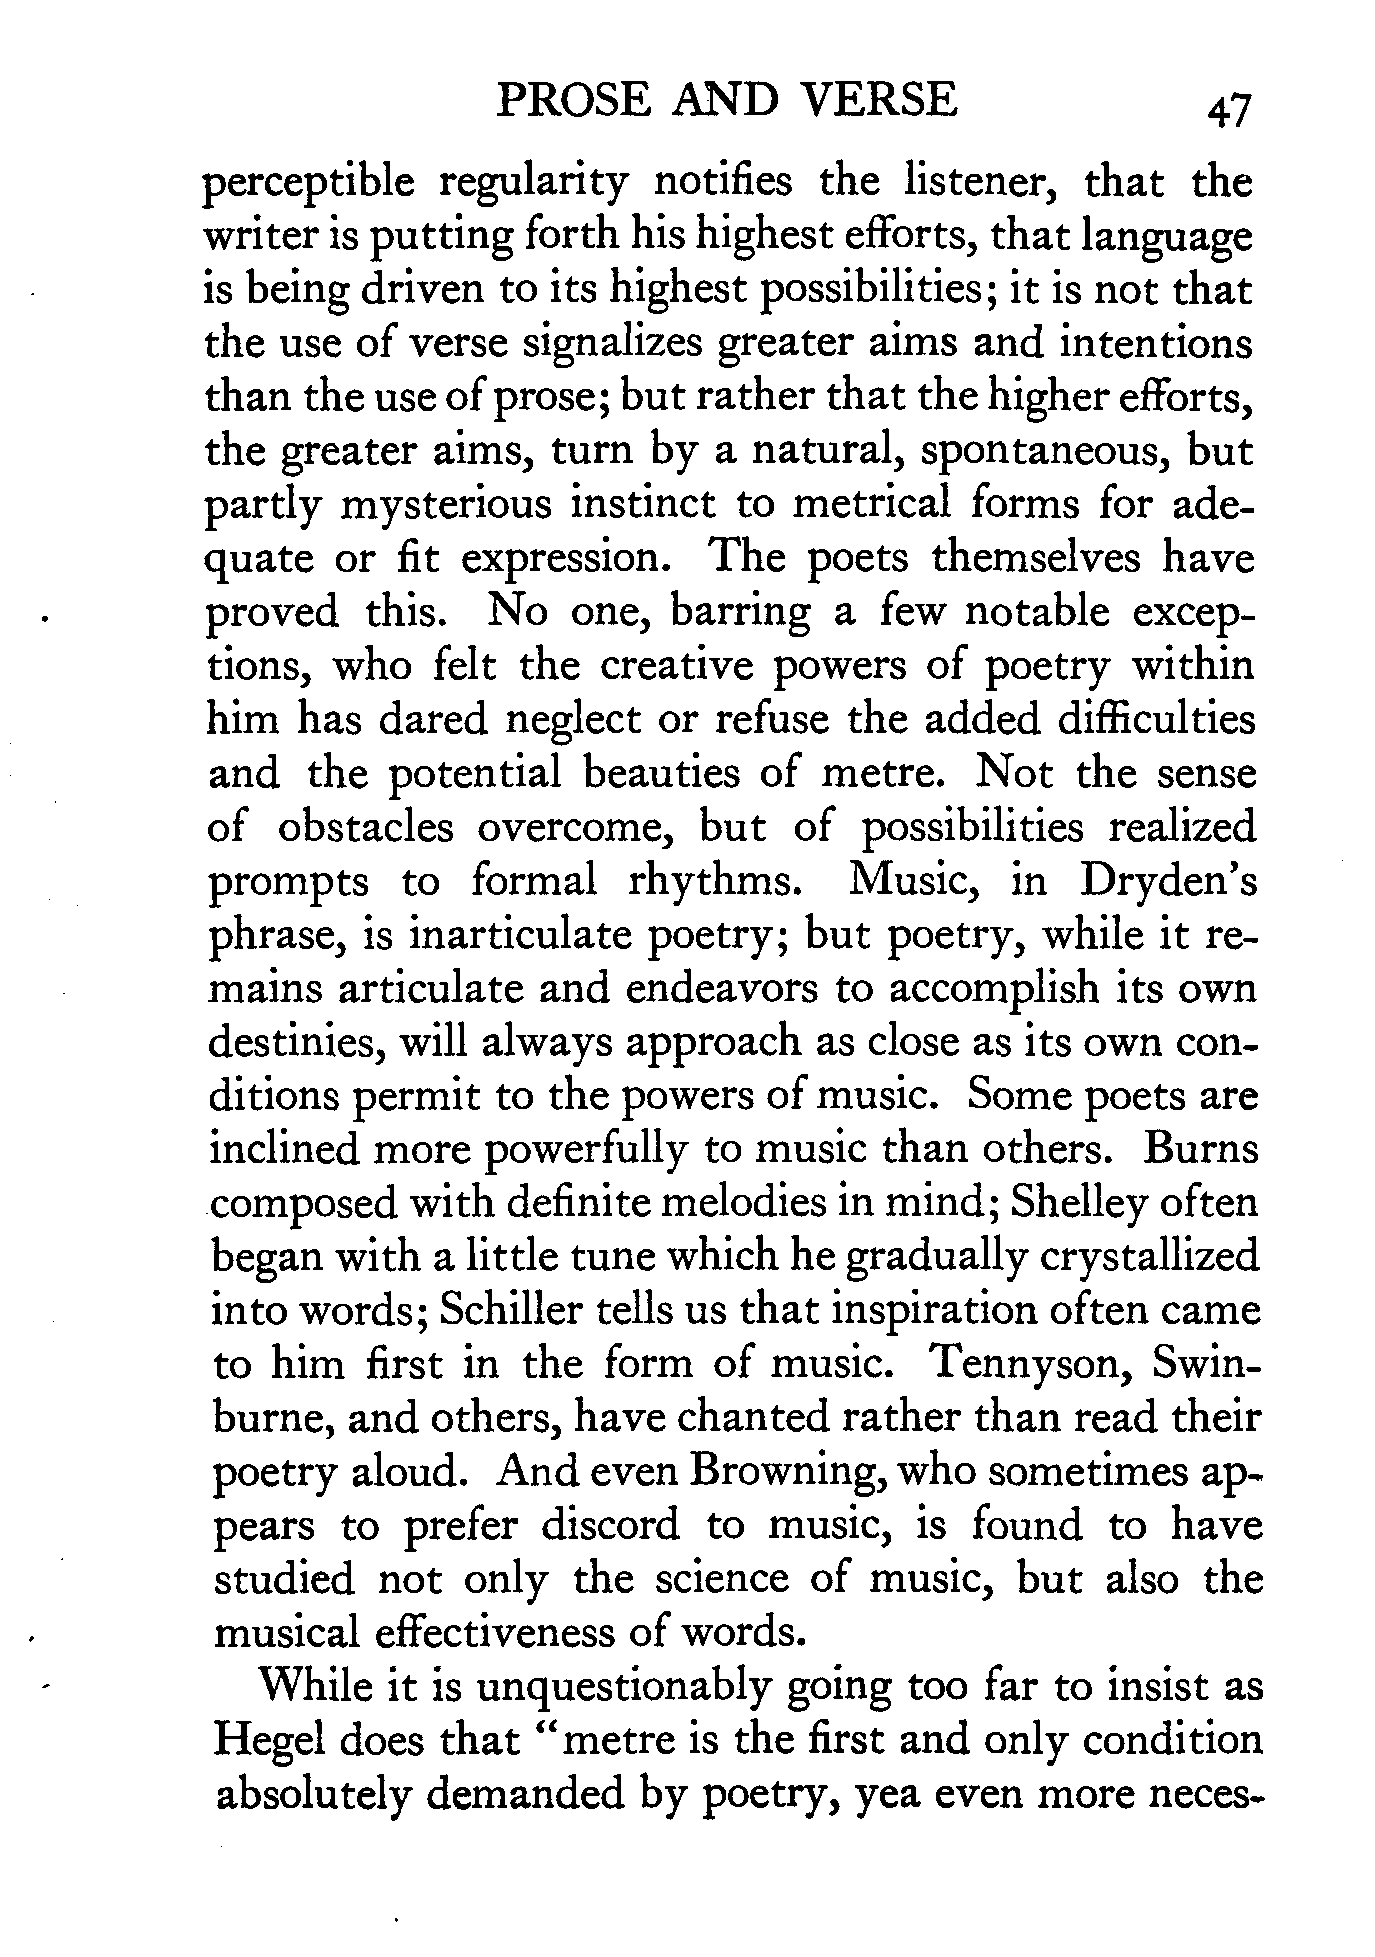 PROSE AND VERSE 47
perceptible regularity notifies the listener, that the
writer is putting forth his highest efforts, that language
is being driven to its highest possibilities; it is not that
the use of verse signalizes greater aims and intentions
than the use of prose; but rather that the higher efforts,
the greater aims, turn by a natural, spontaneous, but
partly mysterious instinct to metrical forms for ade-
quate or fit expression. The poets themselves have
proved this. No one, barring a few notable excep-
tions, who felt the creative powers of poetry within
him has dared neglect or refuse the added difficulties
and the potential beauties of metre. Not the sense
of obstacles overcome, but of possibilities realized
prompts to formal rhythms. Music, in Dryden's
phrase, is inarticulate poetry; but poetry, while it re-
mains articulate and endeavors to accomplish its own
destinies, will always approach as close as its own con-
ditions permit to the powers of music. Some poets are
inclined more powerfully to music than others. Burns
composed with definite melodies in mind; Shelley often
began with a little tune which he gradually crystallized
into words; Schiller tells us that inspiration often came
to him first in the form of music. Tennyson, Swin-
burne, and others, have chanted rather than read their
poetry aloud. And even Browning, who sometimes ap-
pears to prefer discord to music, is found to have
studied not only the science of music, but also the
musical effectiveness of words.
While it is unquestionably going too far to insist as
Hegel does that "metre is the first and only condition
absolutely demanded by poetry, yea even more neces-